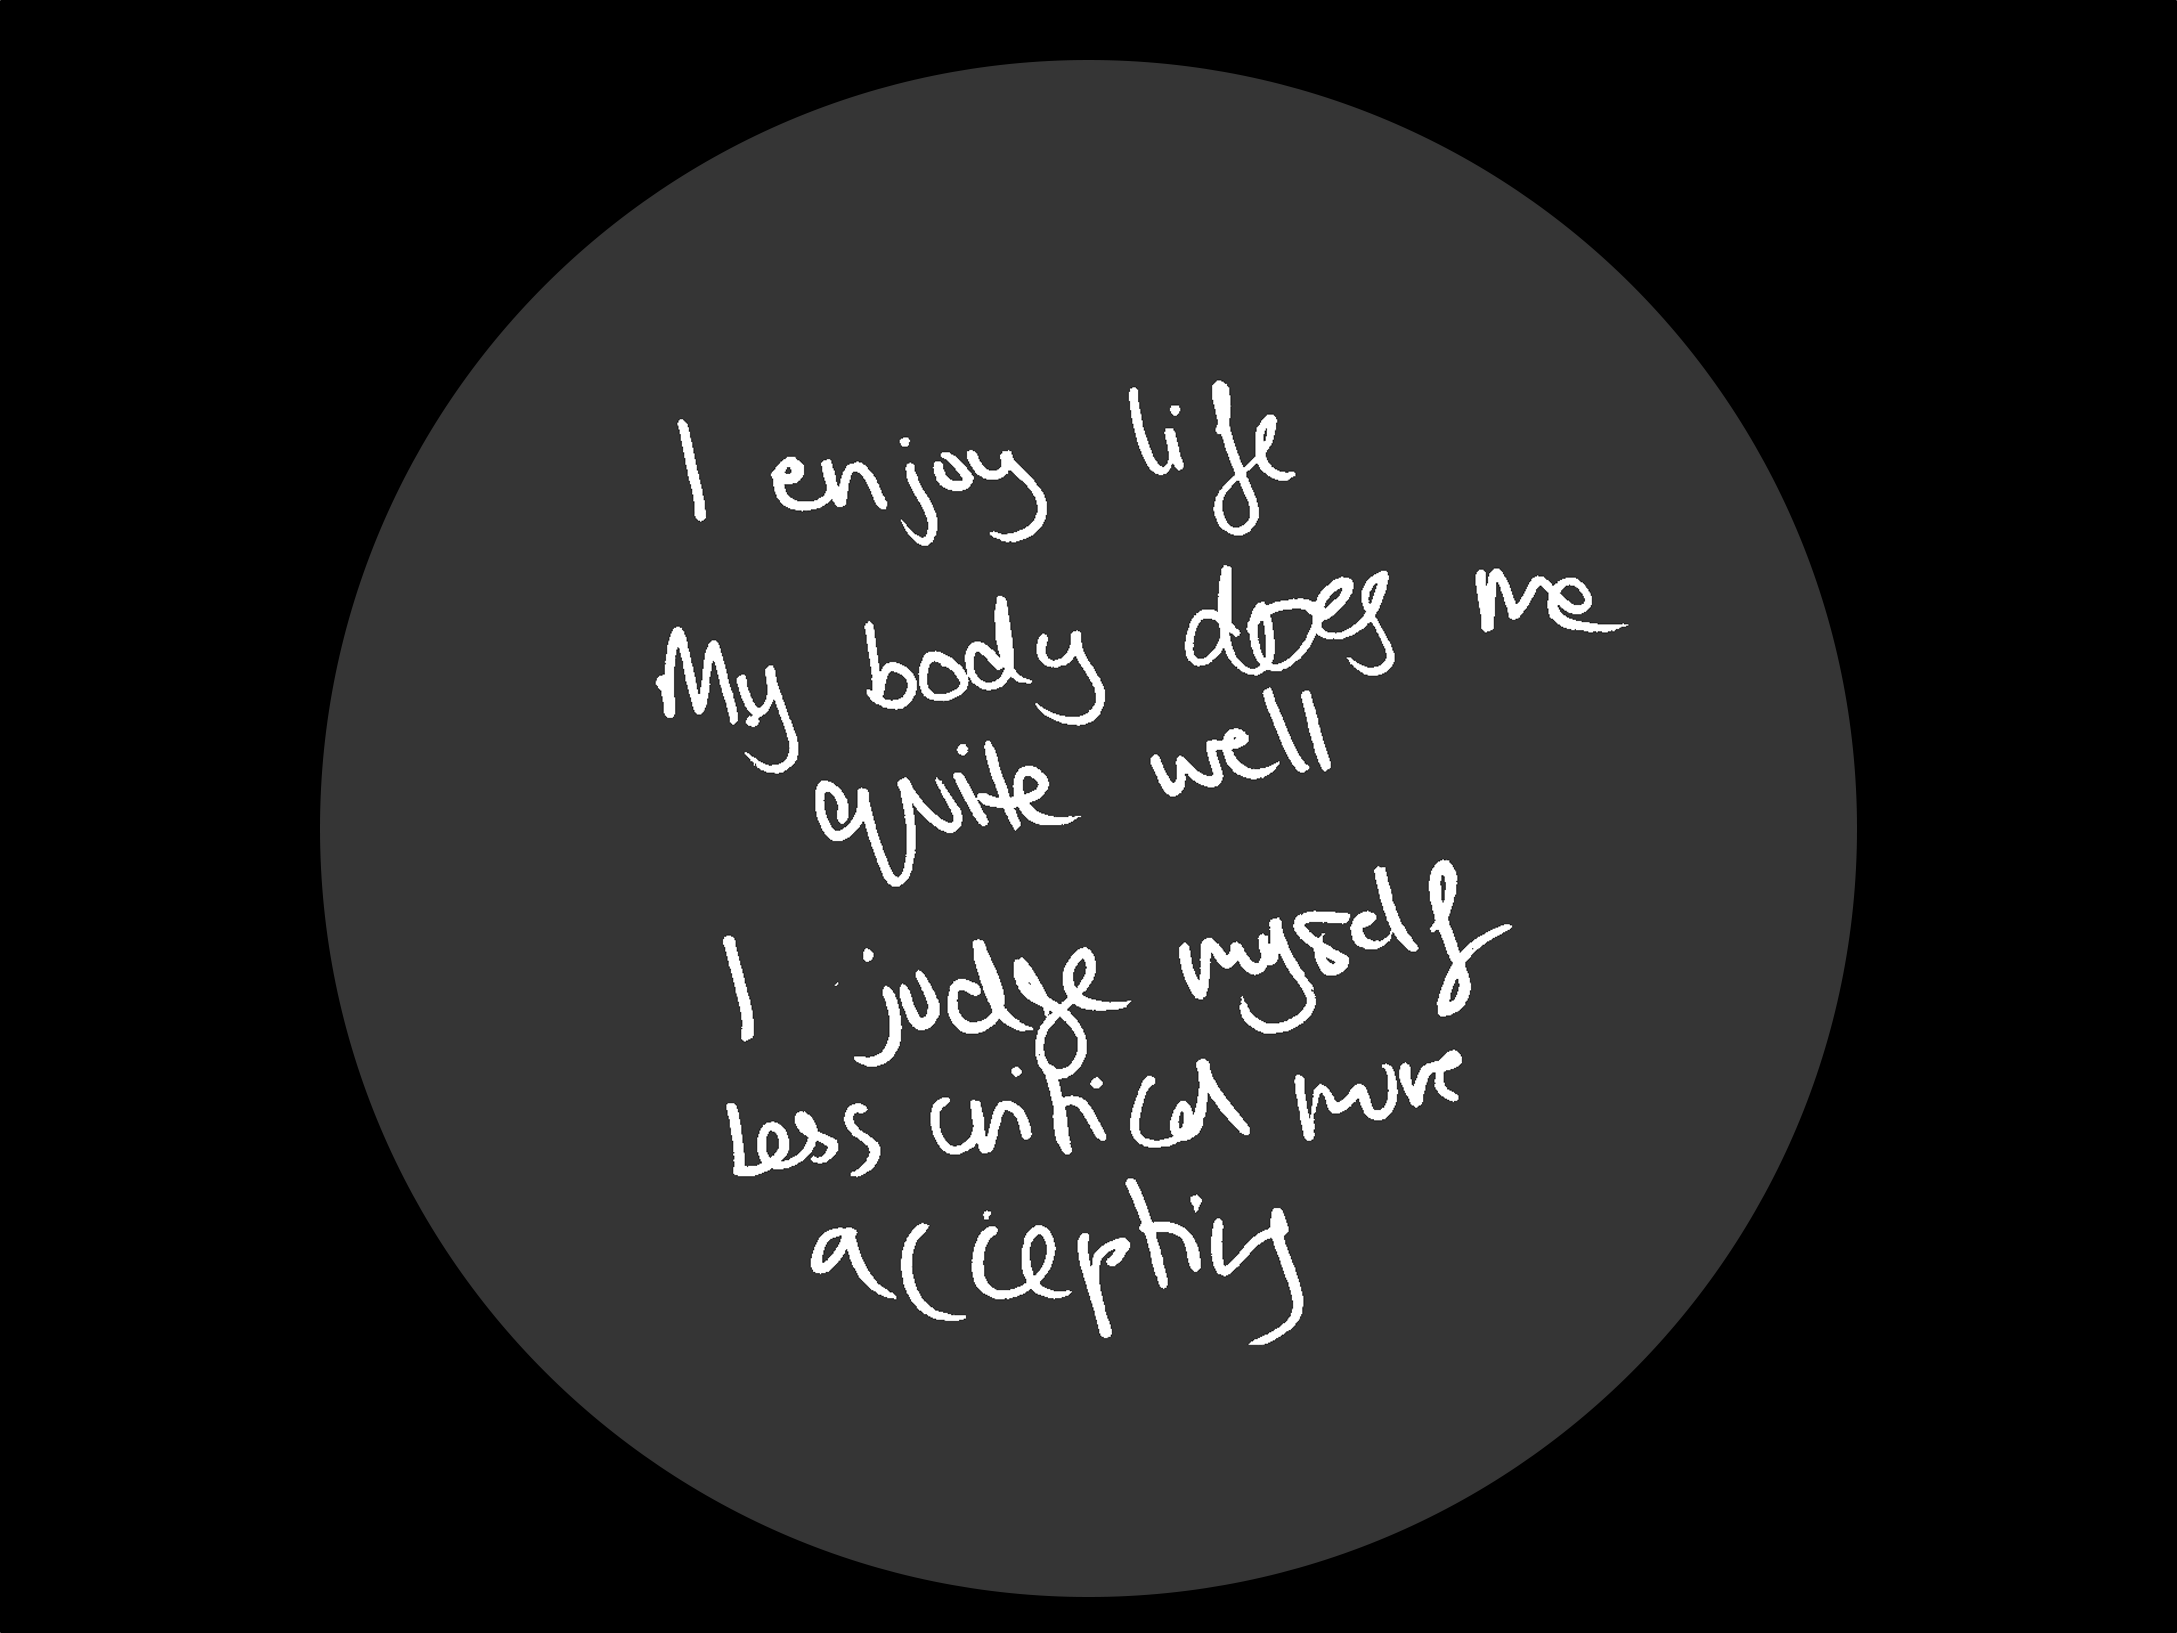 I enjoy life
My body does me
quite well
I judge myself
less critical more
accepting